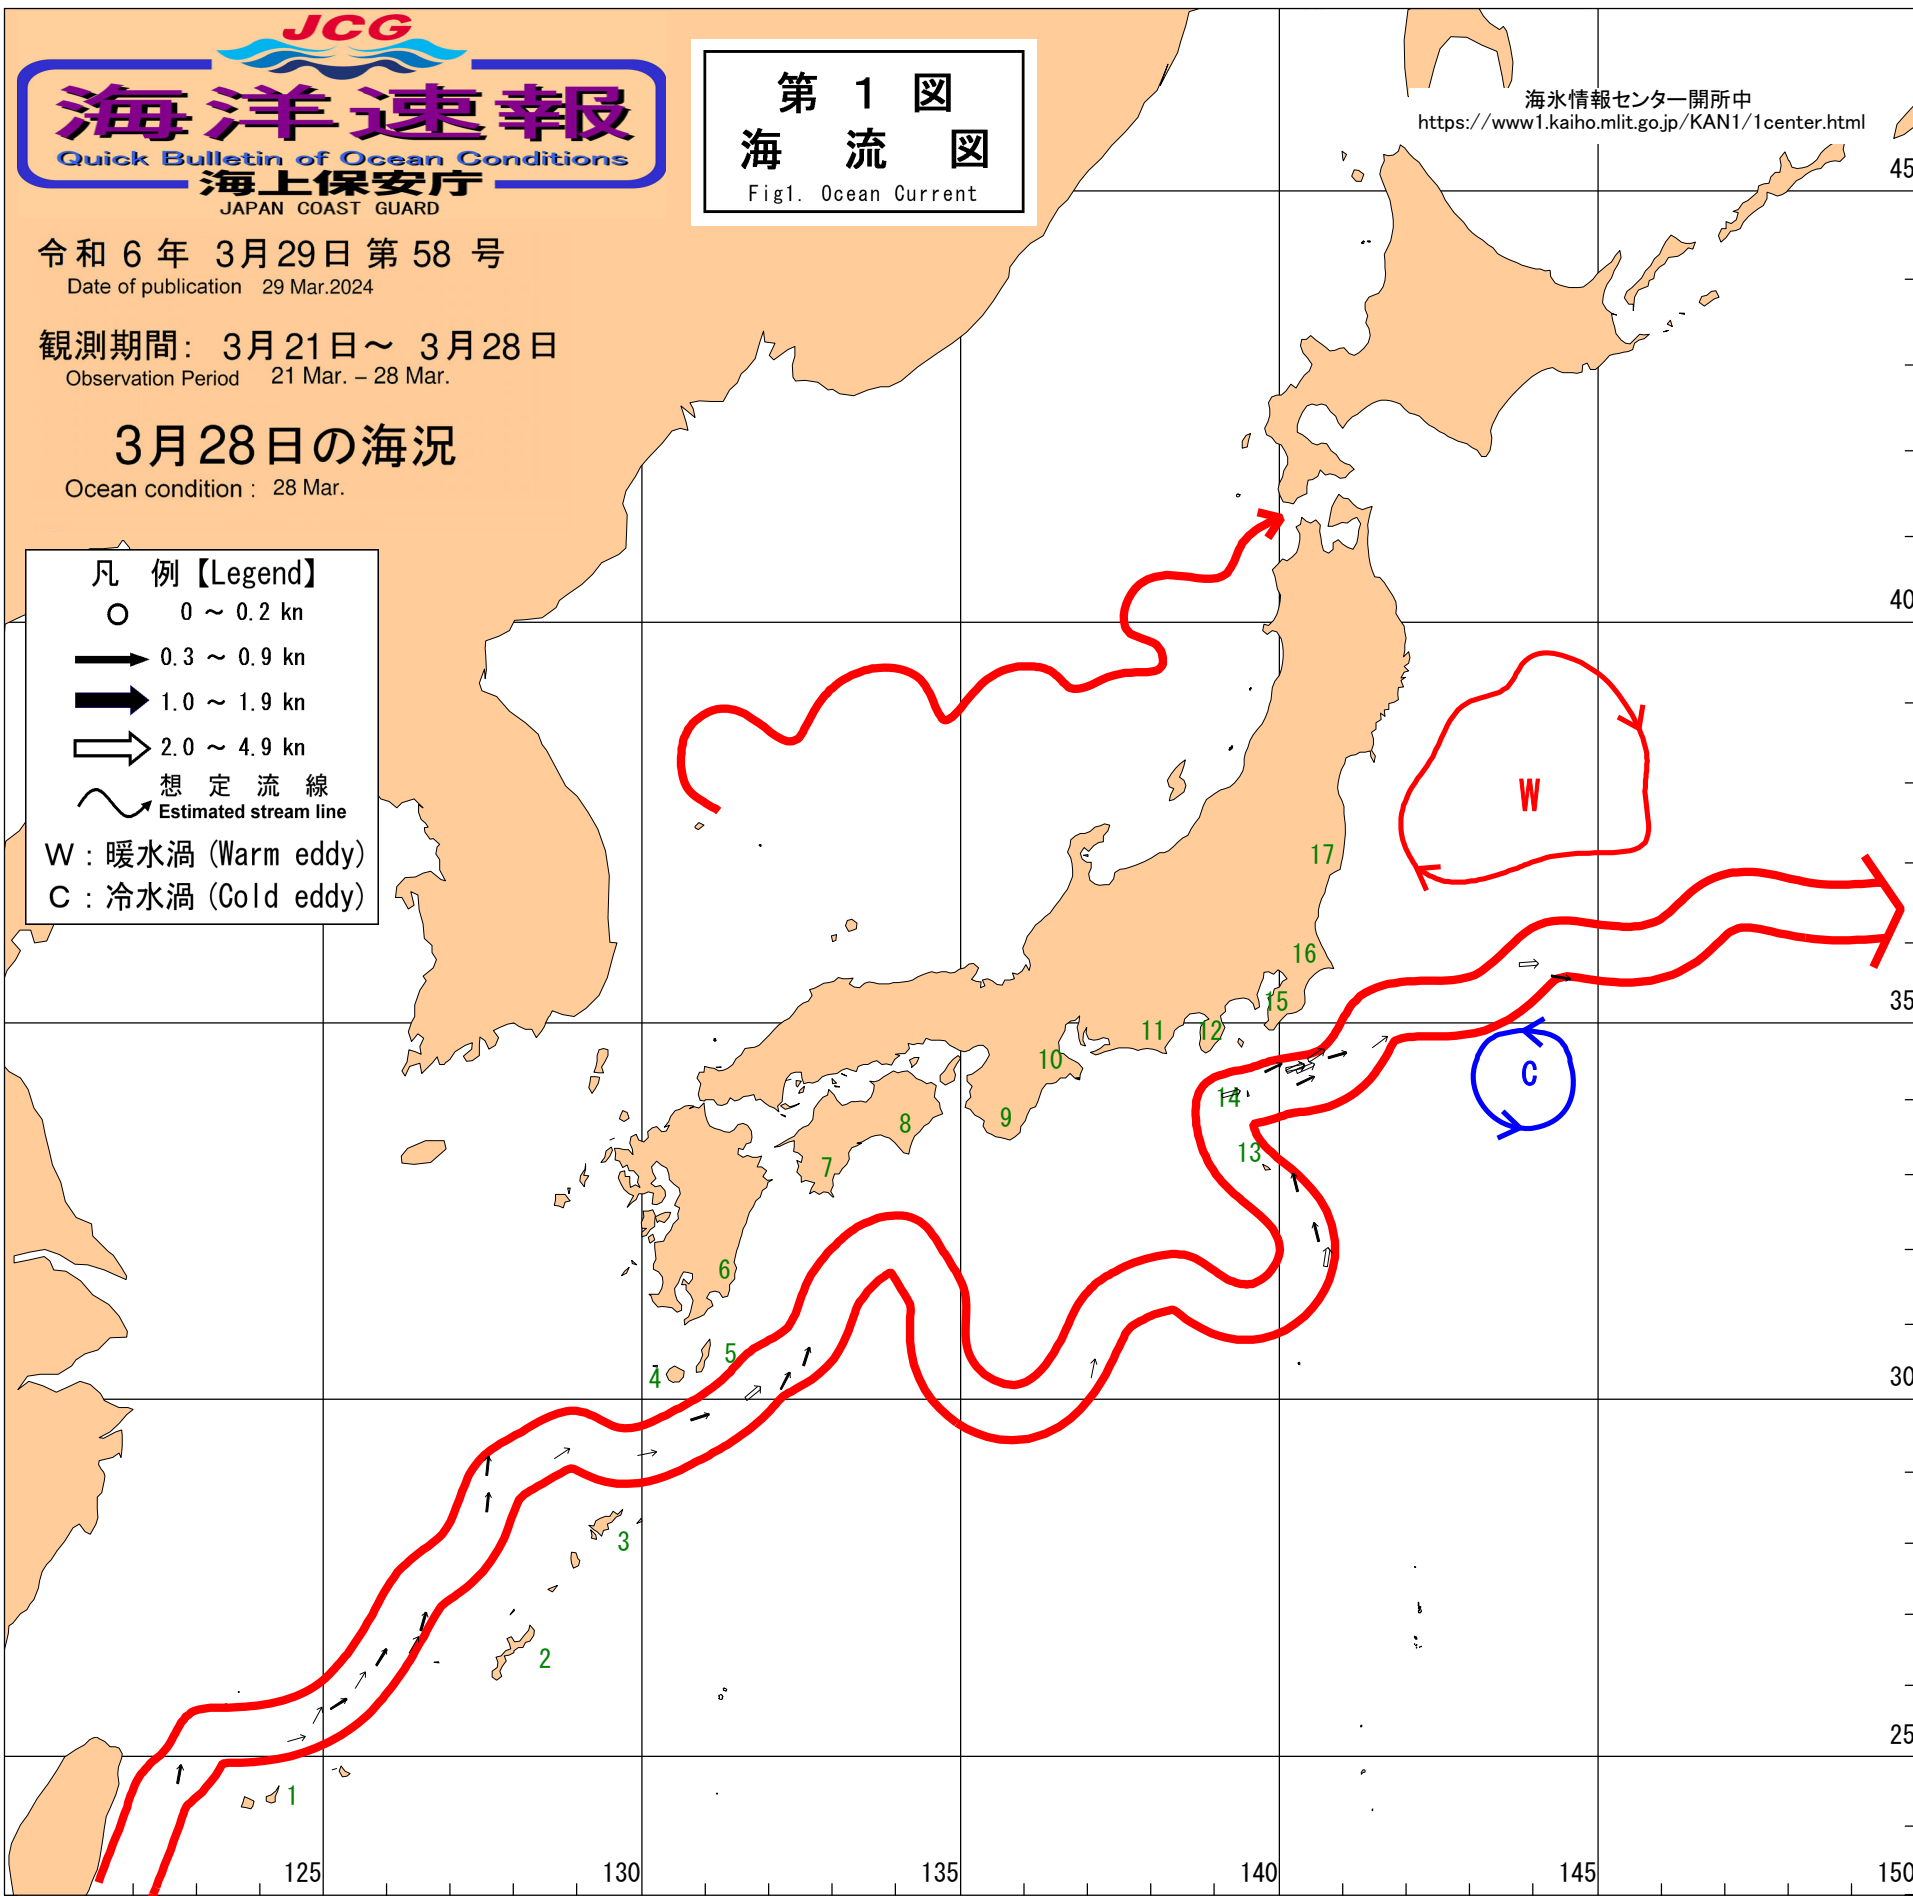 JCG
海洋速報
Quick Bulletin of Ocean Conditions
海上保安庁
JAPAN COAST GUARD
第 1 図
海 流 図
Fig1. Ocean Current
海氷情報センター開所中
https://www1.kaiho.mlit.go.jp/KAN1/1center.html
令和 6 年 3月29日 第 58 号
Date of publication 29 Mar.2024
観測期間: 3月21日～ 3月28日
Observation Period 21 Mar. – 28 Mar.
3月28日の海況
Ocean condition : 28 Mar.
凡 例【Legend】
0 ～ 0.2 kn
0.3 ～ 0.9 kn
1.0 ～ 1.9 kn
2.0 ～ 4.9 kn
想 定 流 線
Estimated stream line
W : 暖水渦 (Warm eddy)
C : 冷水渦 (Cold eddy)
45
40
W
17
16
35
15
14
13
12
11
10
9
8
7
C
6
5
4
30
3
2
25
1
125
130
135
140
145
150